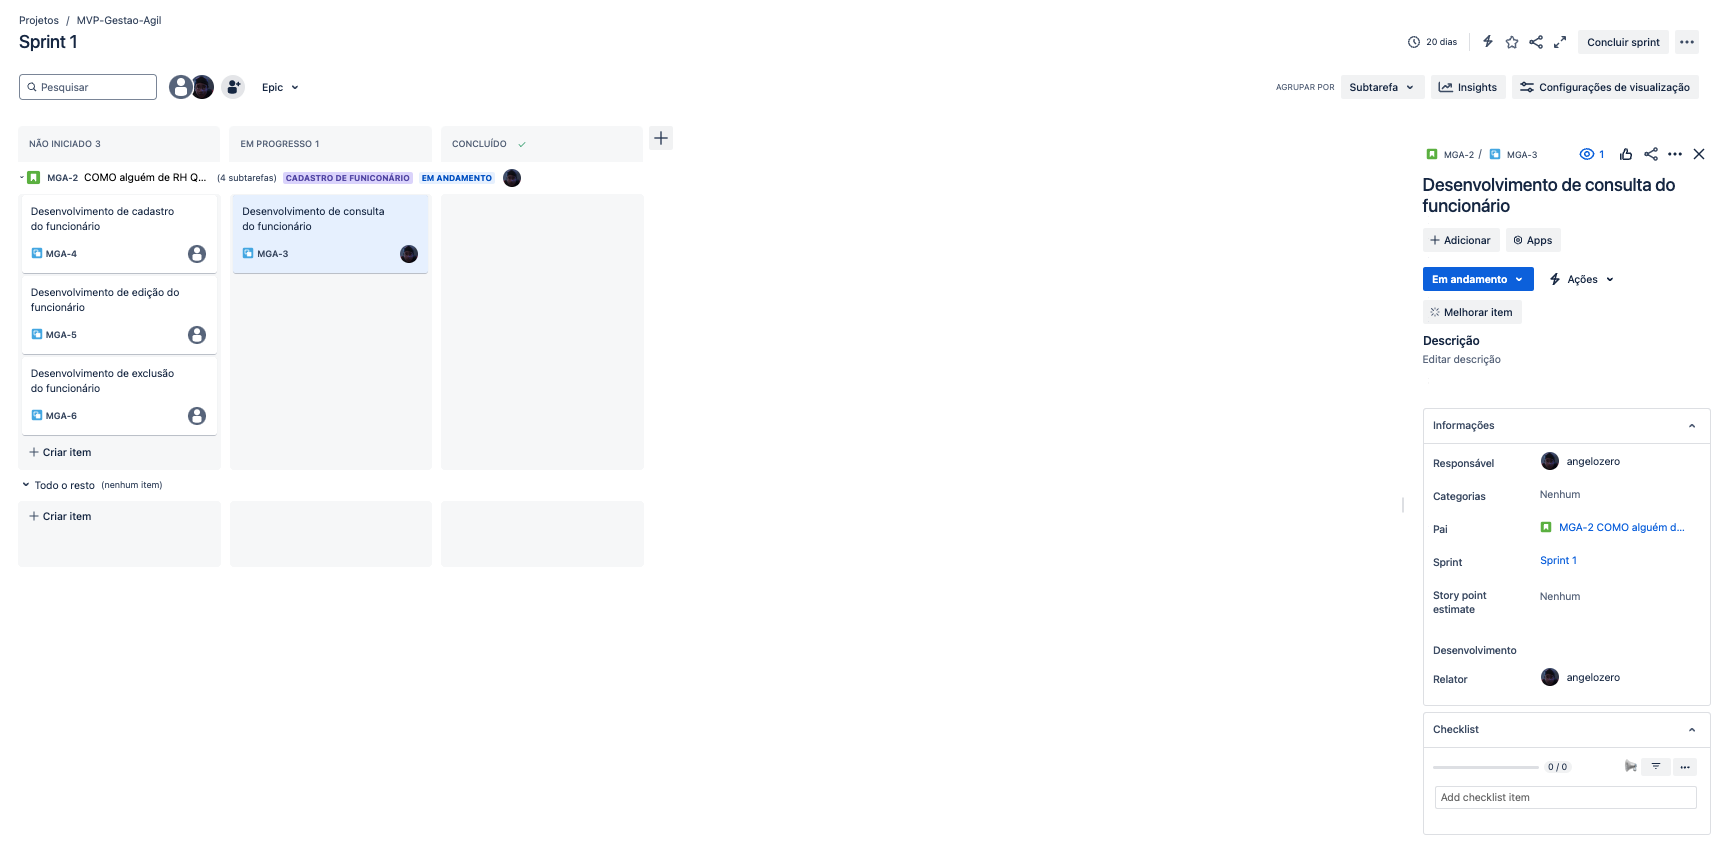 Projetos / MVP-Gestao-Agil
Sprint 1
20 dias
Concluir sprint
Pesquisar
Epic
AGRUPAR POR
Subtarefa
Insights
Configurações de visualização
NÃO INICIADO 3
EM PROGRESSO 1
CONCLUÍDO
MGA-2 COMO alguém de RH Q... (4 subtarefas) CADASTRO DE FUNICONÁRIO EM ANDAMENTO
Desenvolvimento de cadastro
do funcionário
MGA-4
Desenvolvimento de edição do
funcionário
MGA-5
Desenvolvimento de exclusão
do funcionário
MGA-6
Criar item
Desenvolvimento de consulta
do funcionário
MGA-3
Todo o resto (nenhum item)
Criar item
MGA-2 / MGA-3
1
Desenvolvimento de consulta do
funcionário
Adicionar
Apps
Em andamento
Ações
Melhorar item
Descrição
Editar descrição
Informações
Responsável
angelozero
Categorias
Nenhum
Pai
MGA-2 COMO alguém d...
Sprint
Sprint 1
Story point
estimate
Nenhum
Desenvolvimento
Relator
angelozero
Checklist
0 / 0
Add checklist item